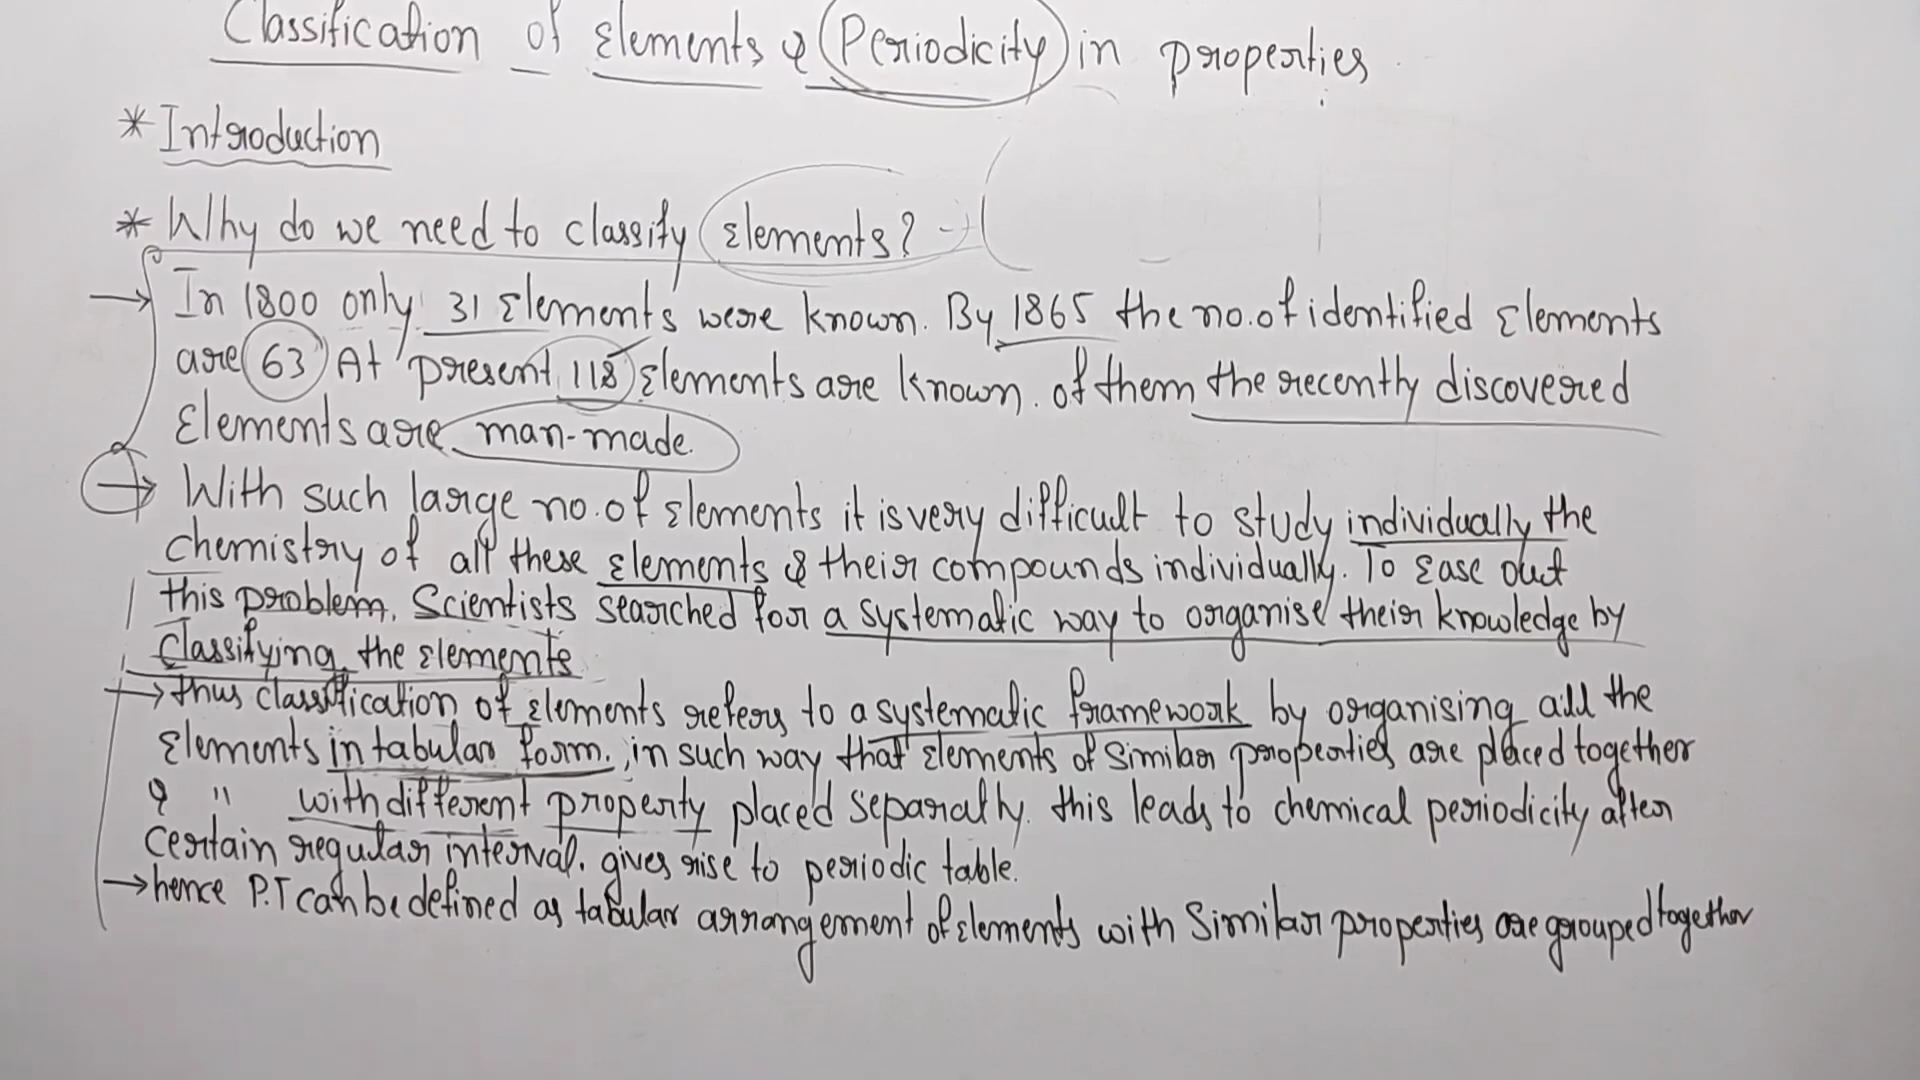 Classification of Elements & Periodicity in properties
* Introduction
* Why do we need to classify Elements? →
→ In 1800 only 31 Elements were known. By 1865 the no. of identified Elements
are 63 At present 118 Elements are known. of them the recently discovered
Elements are man-made.
→ With such large no. of Elements it is very difficult to study individually the
chemistry of all these Elements & their compounds individually. To Ease out
this problem, Scientists searched for a systematic way to organise their knowledge by
classifying the elements
→ thus classification of Elements refers to a systematic framework by organising all the
Elements in tabular form, in such way that Elements of similar properties are placed together
& " with different property placed separatly. this leads to chemical periodicity after
certain regular interval. gives rise to periodic table.
→ hence P.T can be defined as tabular arrangement of elements with Similar properties are grouped together